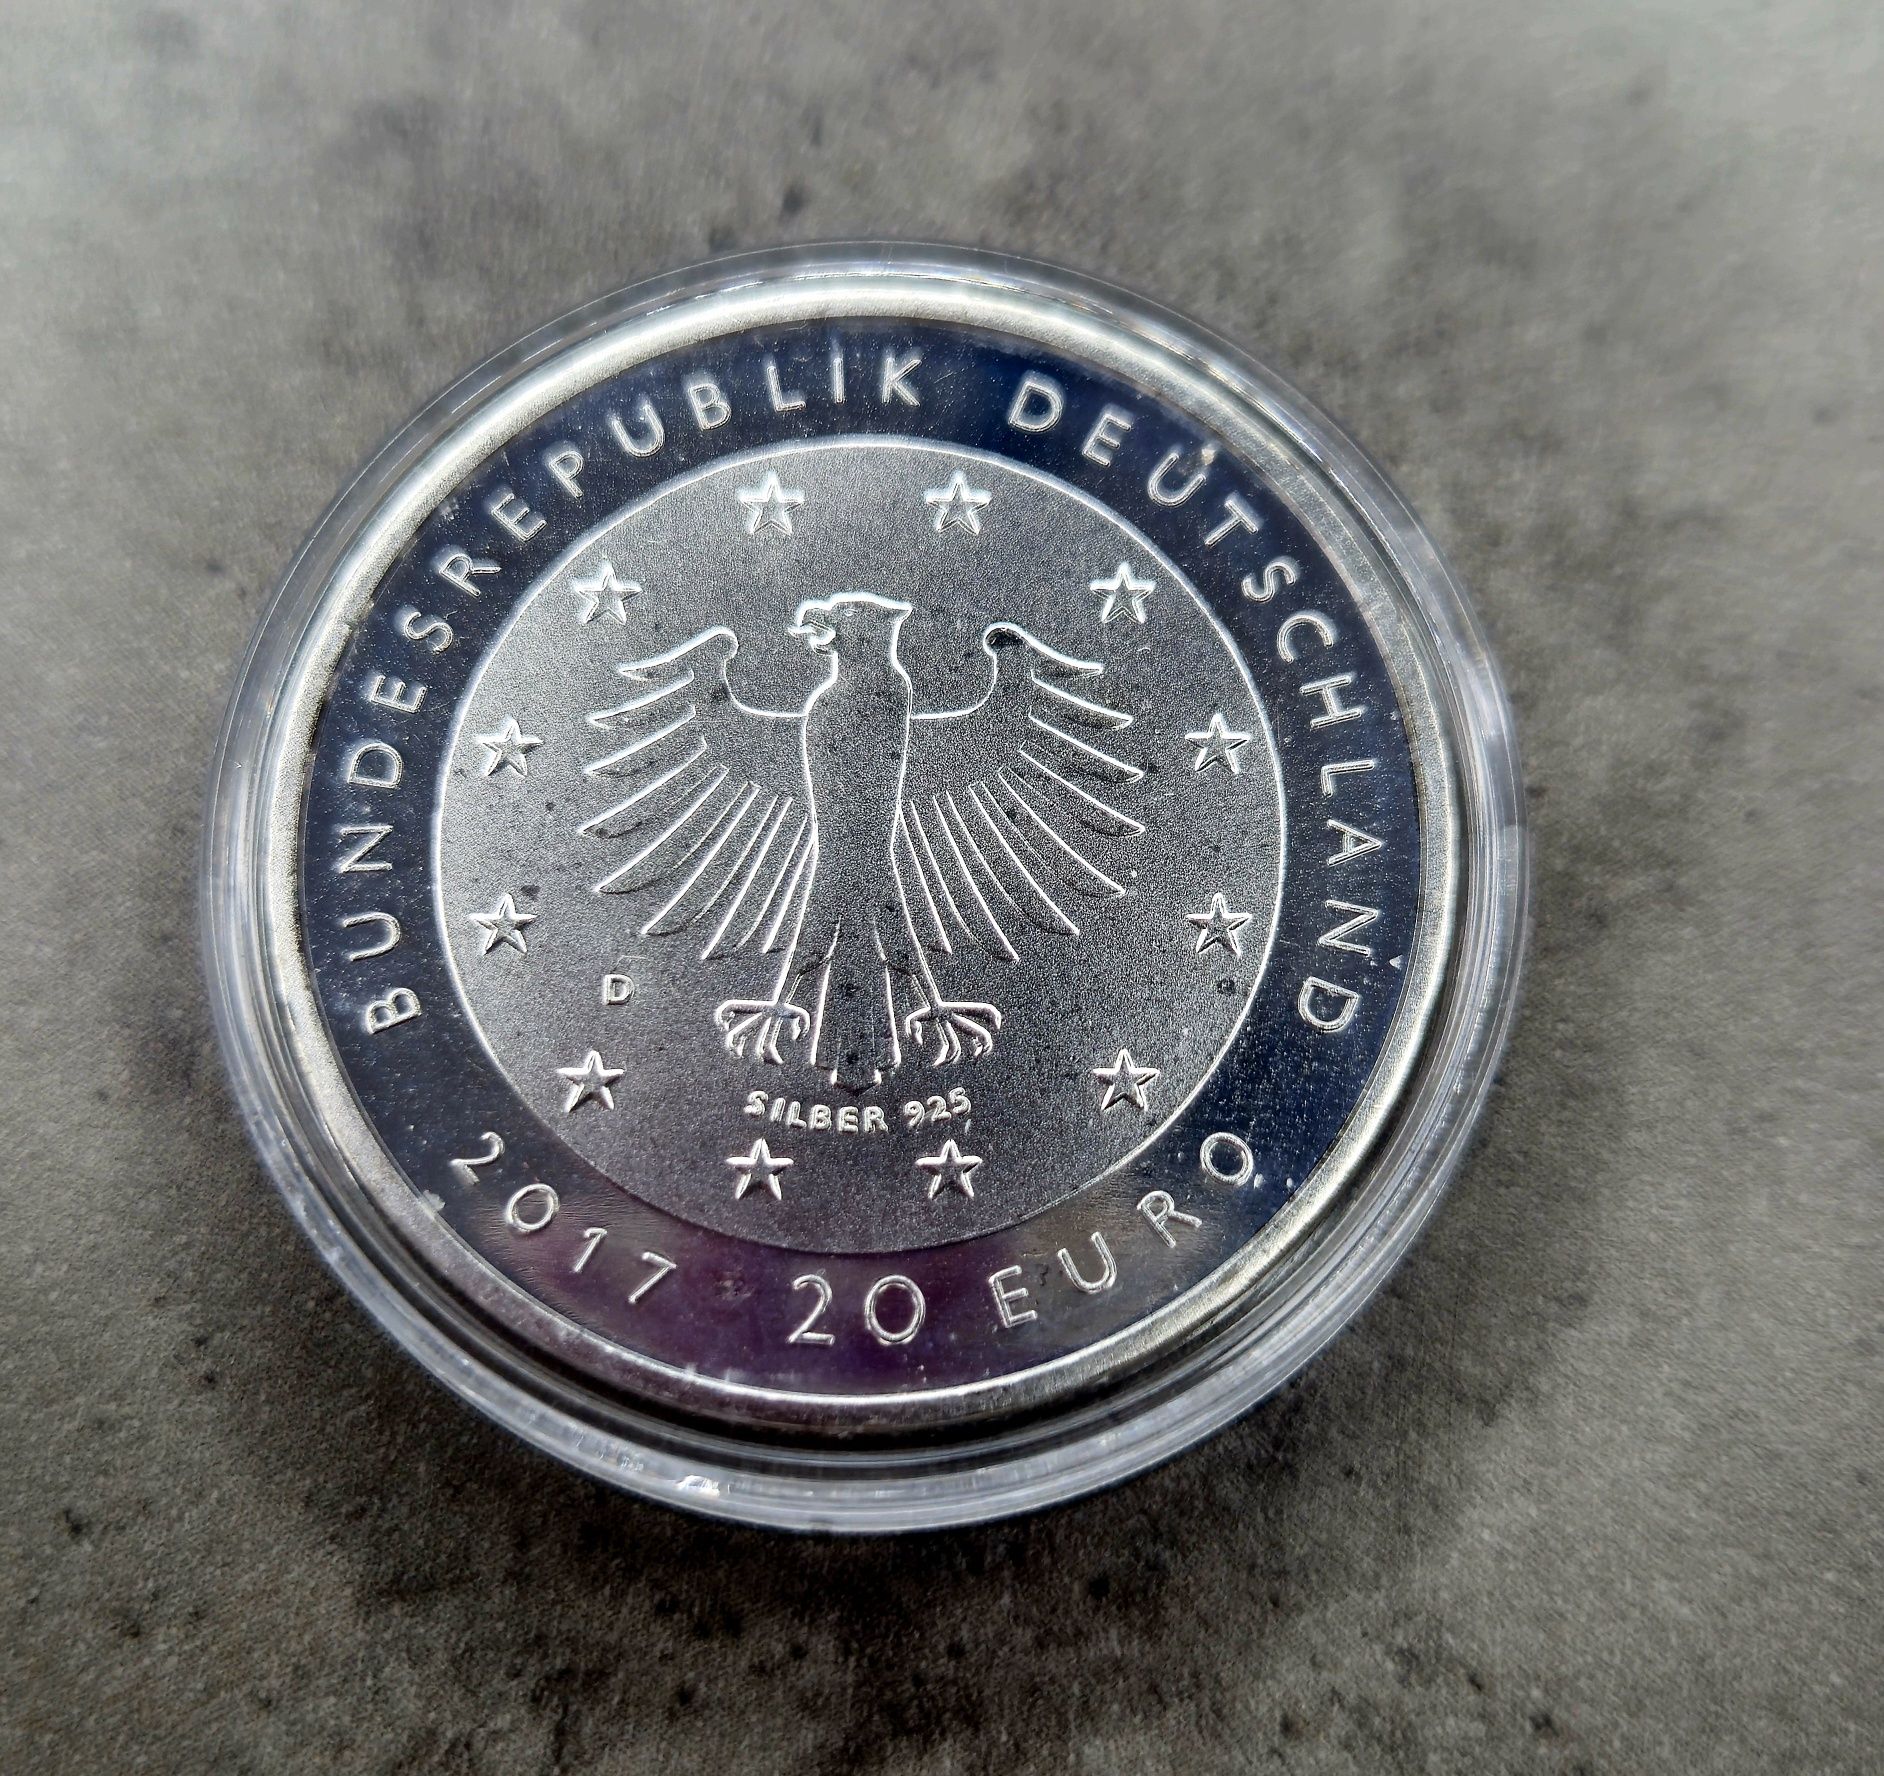 BUNDESREPUBLIK DEUTSCHLAND
D
SILBER 925
2017 20 EURO